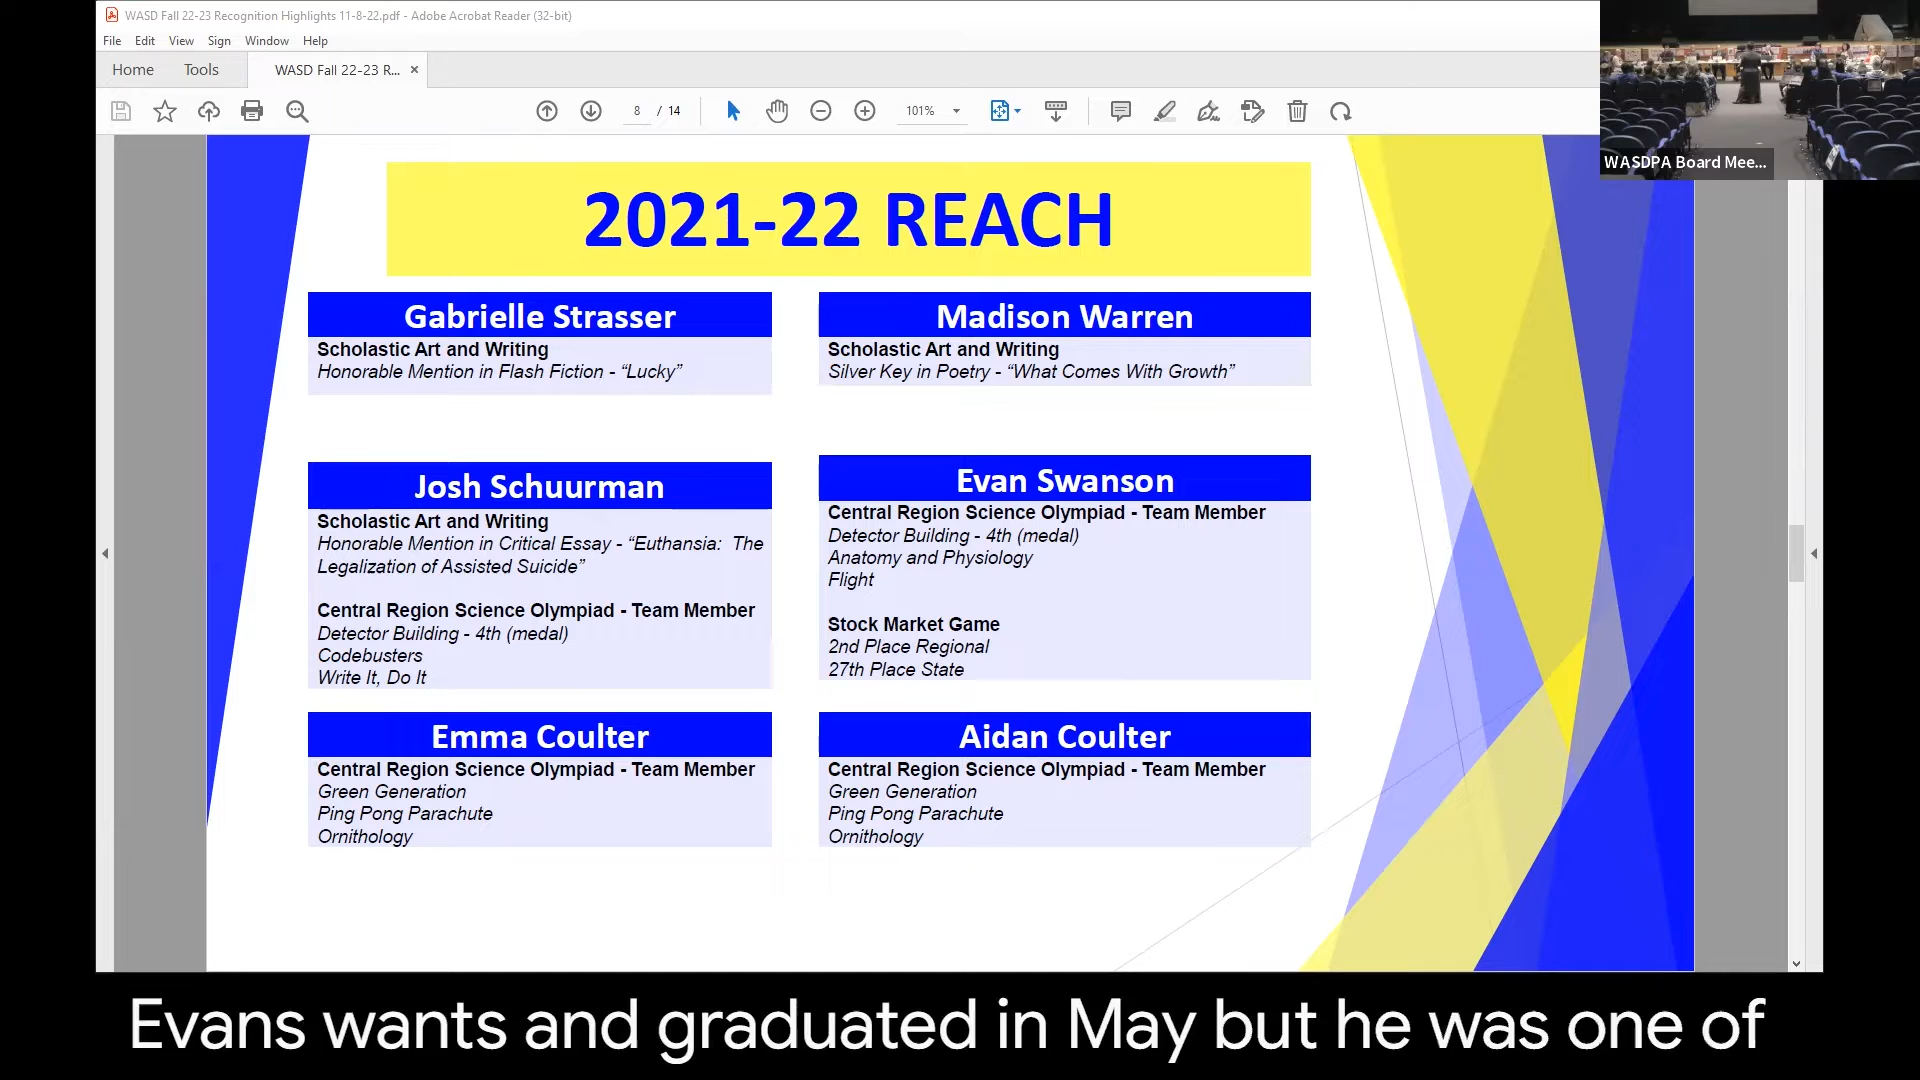 WASD Fall 22-23 Recognition Highlights 11-8-22.pdf - Adobe Acrobat Reader (32-bit)
File Edit View Sign Window Help
Home Tools WASD Fall 22-23 R... ×
8 / 14 101%
WASDPA Board Mee...
2021-22 REACH
Gabrielle Strasser
Scholastic Art and Writing
Honorable Mention in Flash Fiction - “Lucky”
Madison Warren
Scholastic Art and Writing
Silver Key in Poetry - “What Comes With Growth”
Josh Schuurman
Scholastic Art and Writing
Honorable Mention in Critical Essay - “Euthansia: The
Legalization of Assisted Suicide”
Central Region Science Olympiad - Team Member
Detector Building - 4th (medal)
Codebusters
Write It, Do It
Evan Swanson
Central Region Science Olympiad - Team Member
Detector Building - 4th (medal)
Anatomy and Physiology
Flight
Stock Market Game
2nd Place Regional
27th Place State
Emma Coulter
Central Region Science Olympiad - Team Member
Green Generation
Ping Pong Parachute
Ornithology
Aidan Coulter
Central Region Science Olympiad - Team Member
Green Generation
Ping Pong Parachute
Ornithology
Evans wants and graduated in May but he was one of